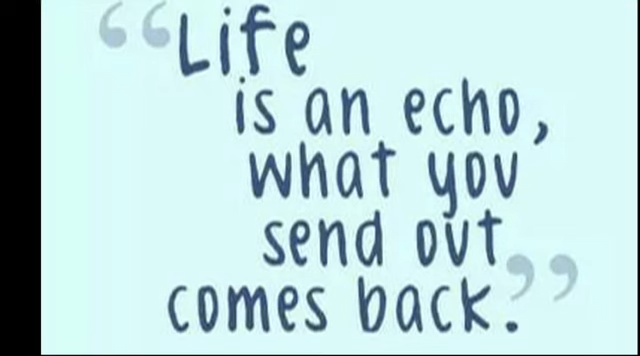 “Life
is an echo,
what you
send out
comes back.”